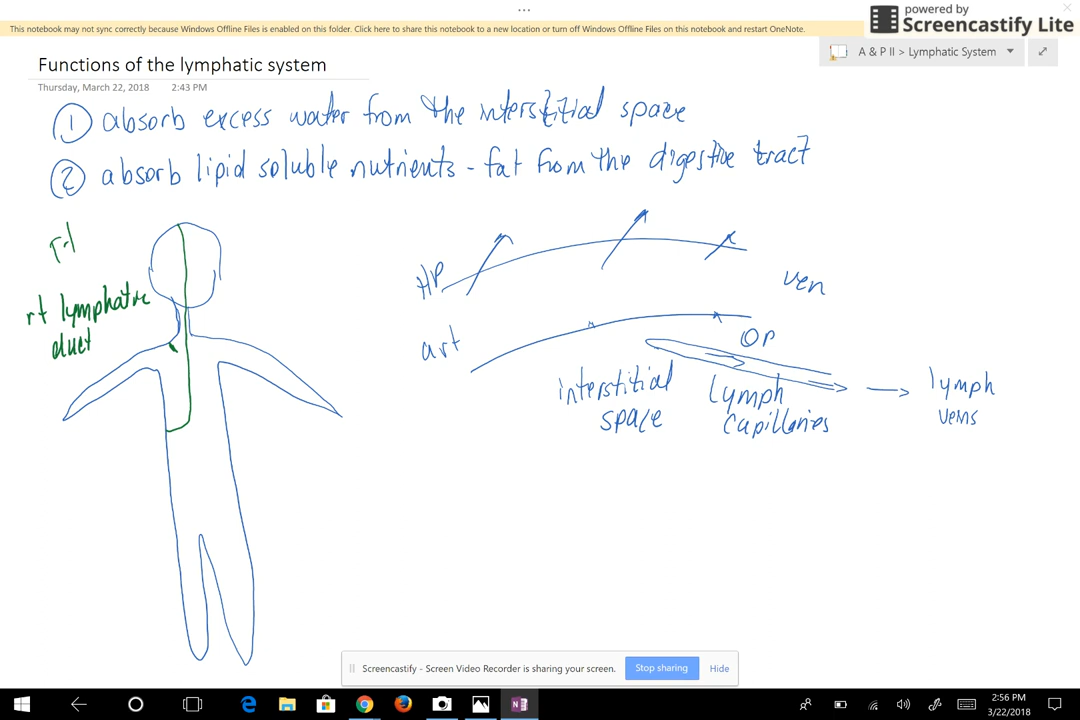 ...
powered by
Screencastify Lite
This notebook may not sync correctly because Windows Offline Files is enabled on this folder. Click here to share this notebook to a new location or turn off Windows Offline Files on this notebook and restart OneNote.
A & P II > Lymphatic System
Functions of the lymphatic system
Thursday, March 22, 2018 2:43 PM
① absorb excess water from the interstitial space
② absorb lipid soluble nutrients - fat from the digestive tract
rt lymphatic
duct
HP
ven
art
OP
interstitial
space
lymph
capillaries
lymph
veins
Screencastify - Screen Video Recorder is sharing your screen.
Stop sharing
Hide
2:56 PM
3/22/2018